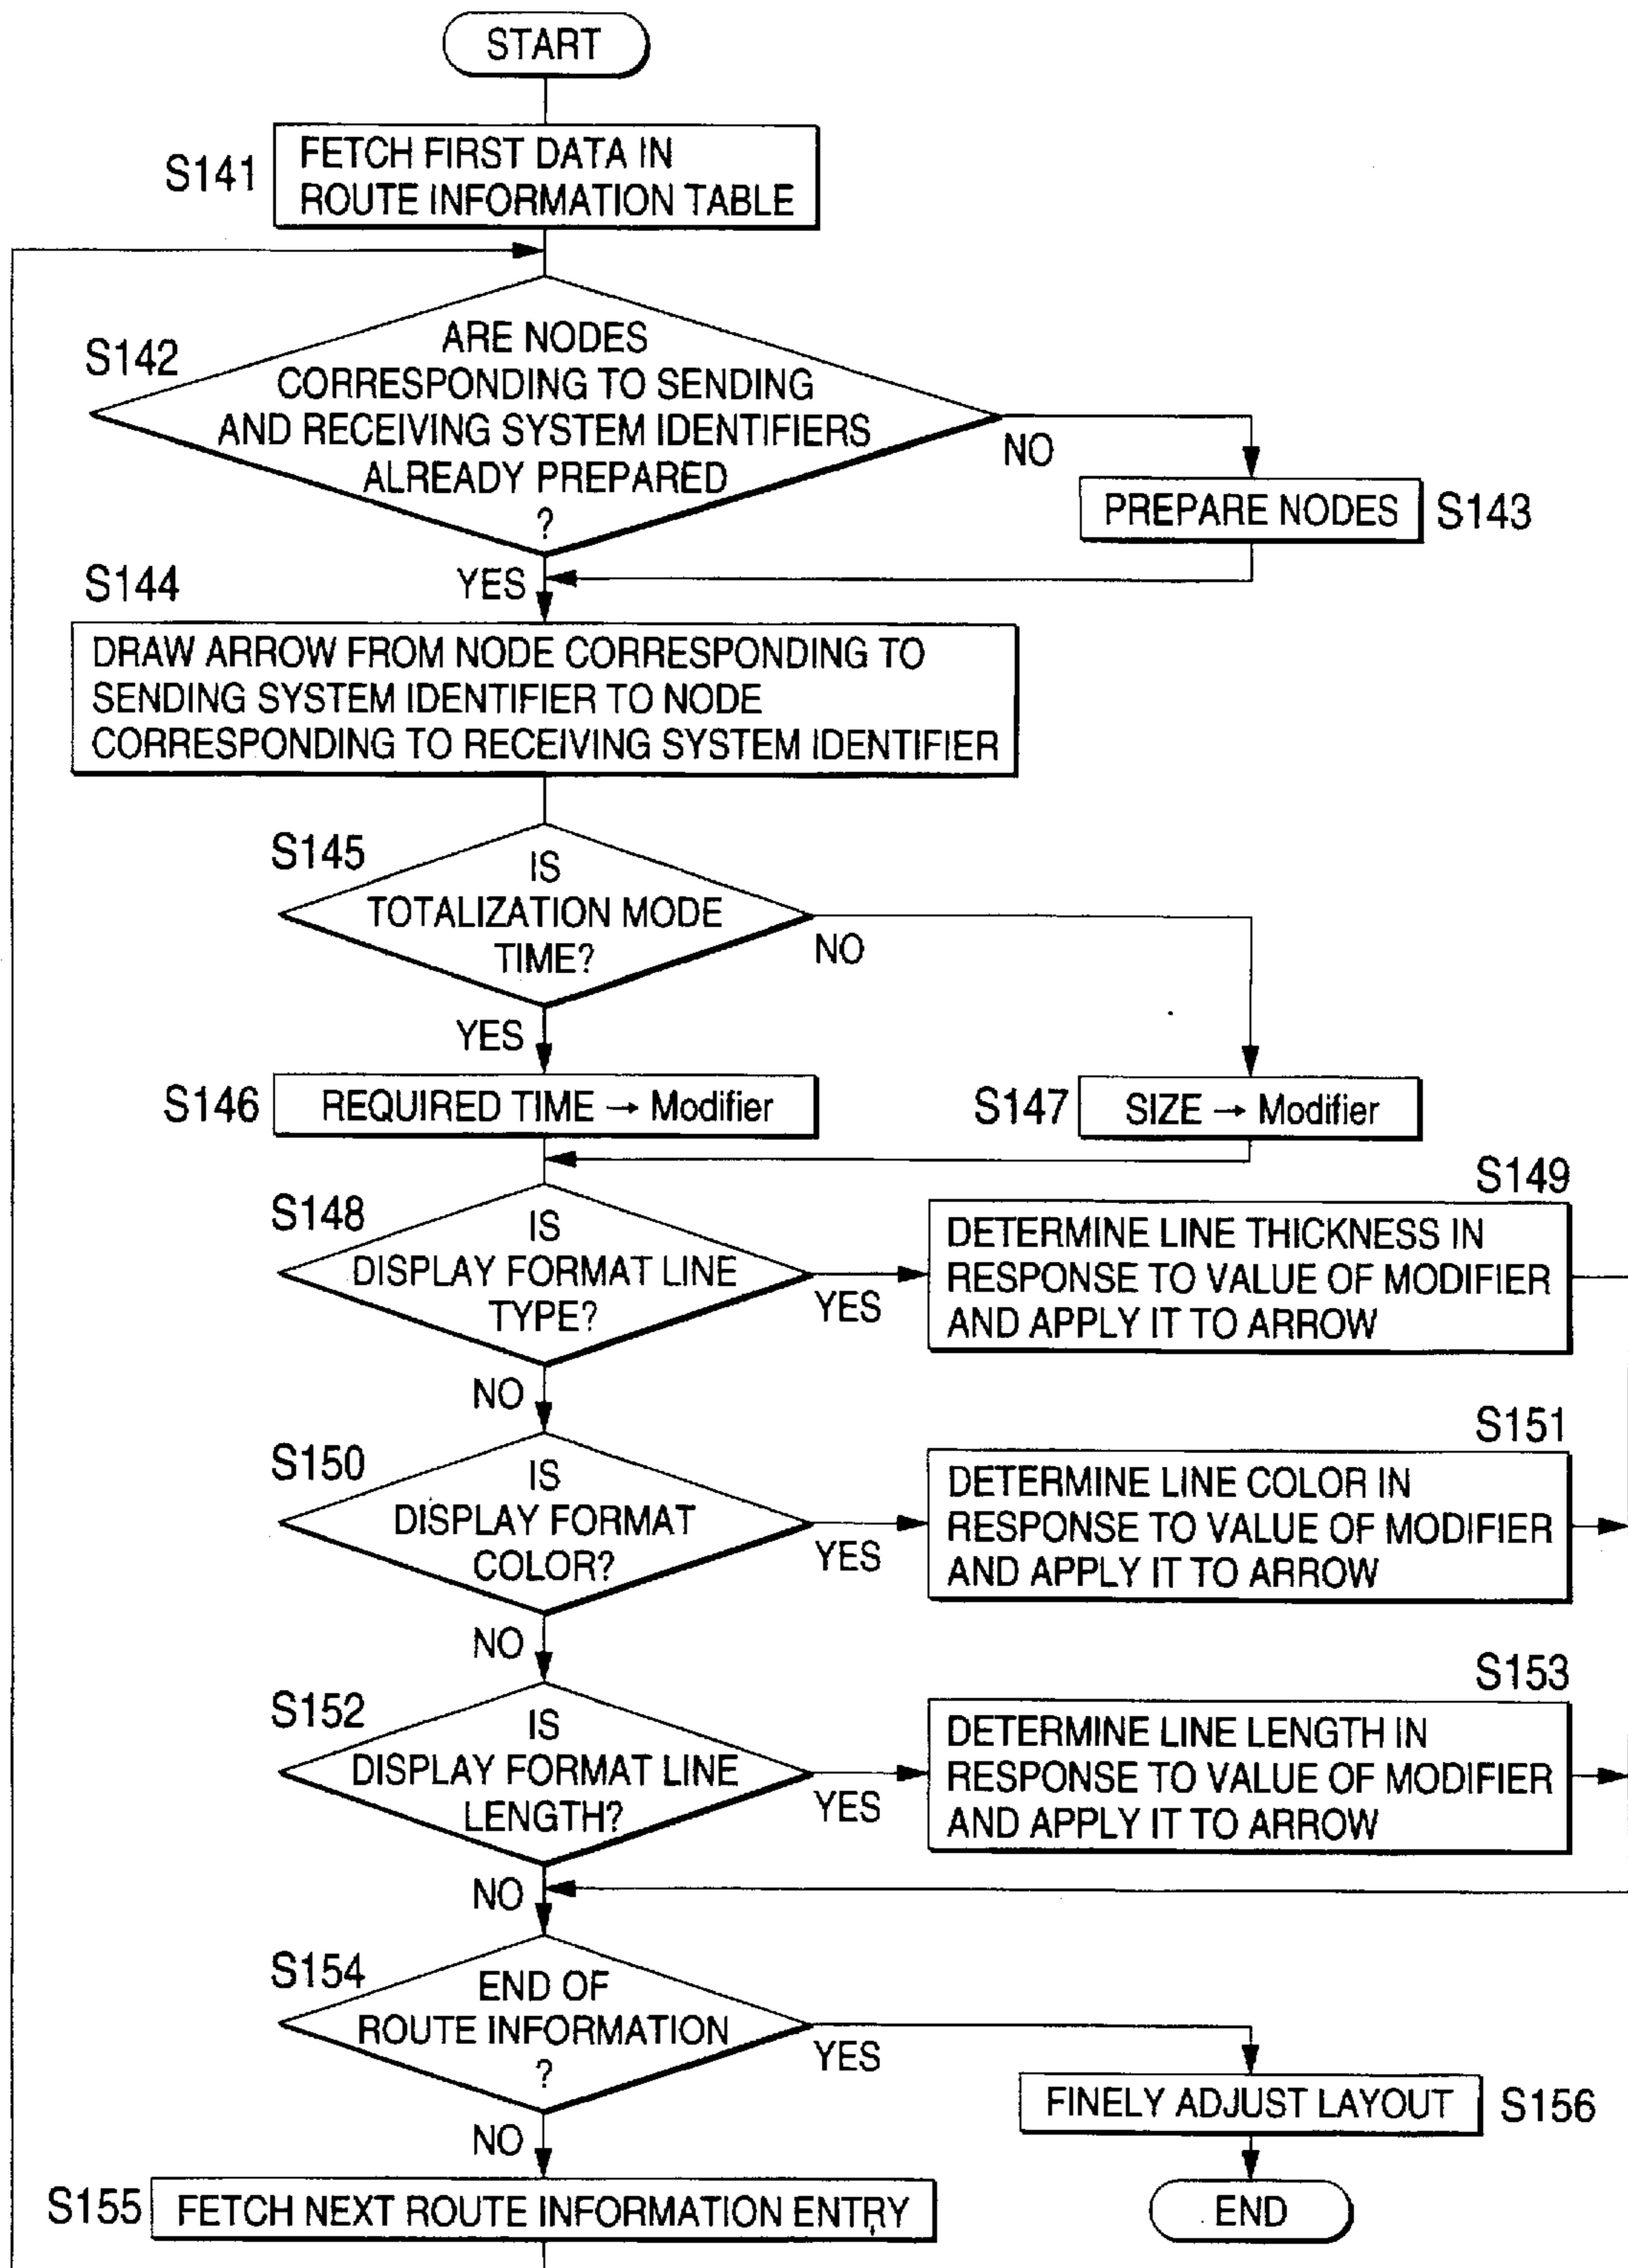 START
S141
FETCH FIRST DATA IN
ROUTE INFORMATION TABLE
S142
ARE NODES
CORRESPONDING TO SENDING
AND RECEIVING SYSTEM IDENTIFIERS
ALREADY PREPARED
?
NO
PREPARE NODES
S143
YES
S144
DRAW ARROW FROM NODE CORRESPONDING TO
SENDING SYSTEM IDENTIFIER TO NODE
CORRESPONDING TO RECEIVING SYSTEM IDENTIFIER
S145
IS
TOTALIZATION MODE
TIME?
NO
YES
S146
REQUIRED TIME → Modifier
S147
SIZE → Modifier
S148
IS
DISPLAY FORMAT LINE
TYPE?
YES
S149
DETERMINE LINE THICKNESS IN
RESPONSE TO VALUE OF MODIFIER
AND APPLY IT TO ARROW
NO
S150
IS
DISPLAY FORMAT
COLOR?
YES
S151
DETERMINE LINE COLOR IN
RESPONSE TO VALUE OF MODIFIER
AND APPLY IT TO ARROW
NO
S152
IS
DISPLAY FORMAT LINE
LENGTH?
YES
S153
DETERMINE LINE LENGTH IN
RESPONSE TO VALUE OF MODIFIER
AND APPLY IT TO ARROW
NO
S154
END OF
ROUTE INFORMATION
?
YES
FINELY ADJUST LAYOUT
S156
NO
S155
FETCH NEXT ROUTE INFORMATION ENTRY
END